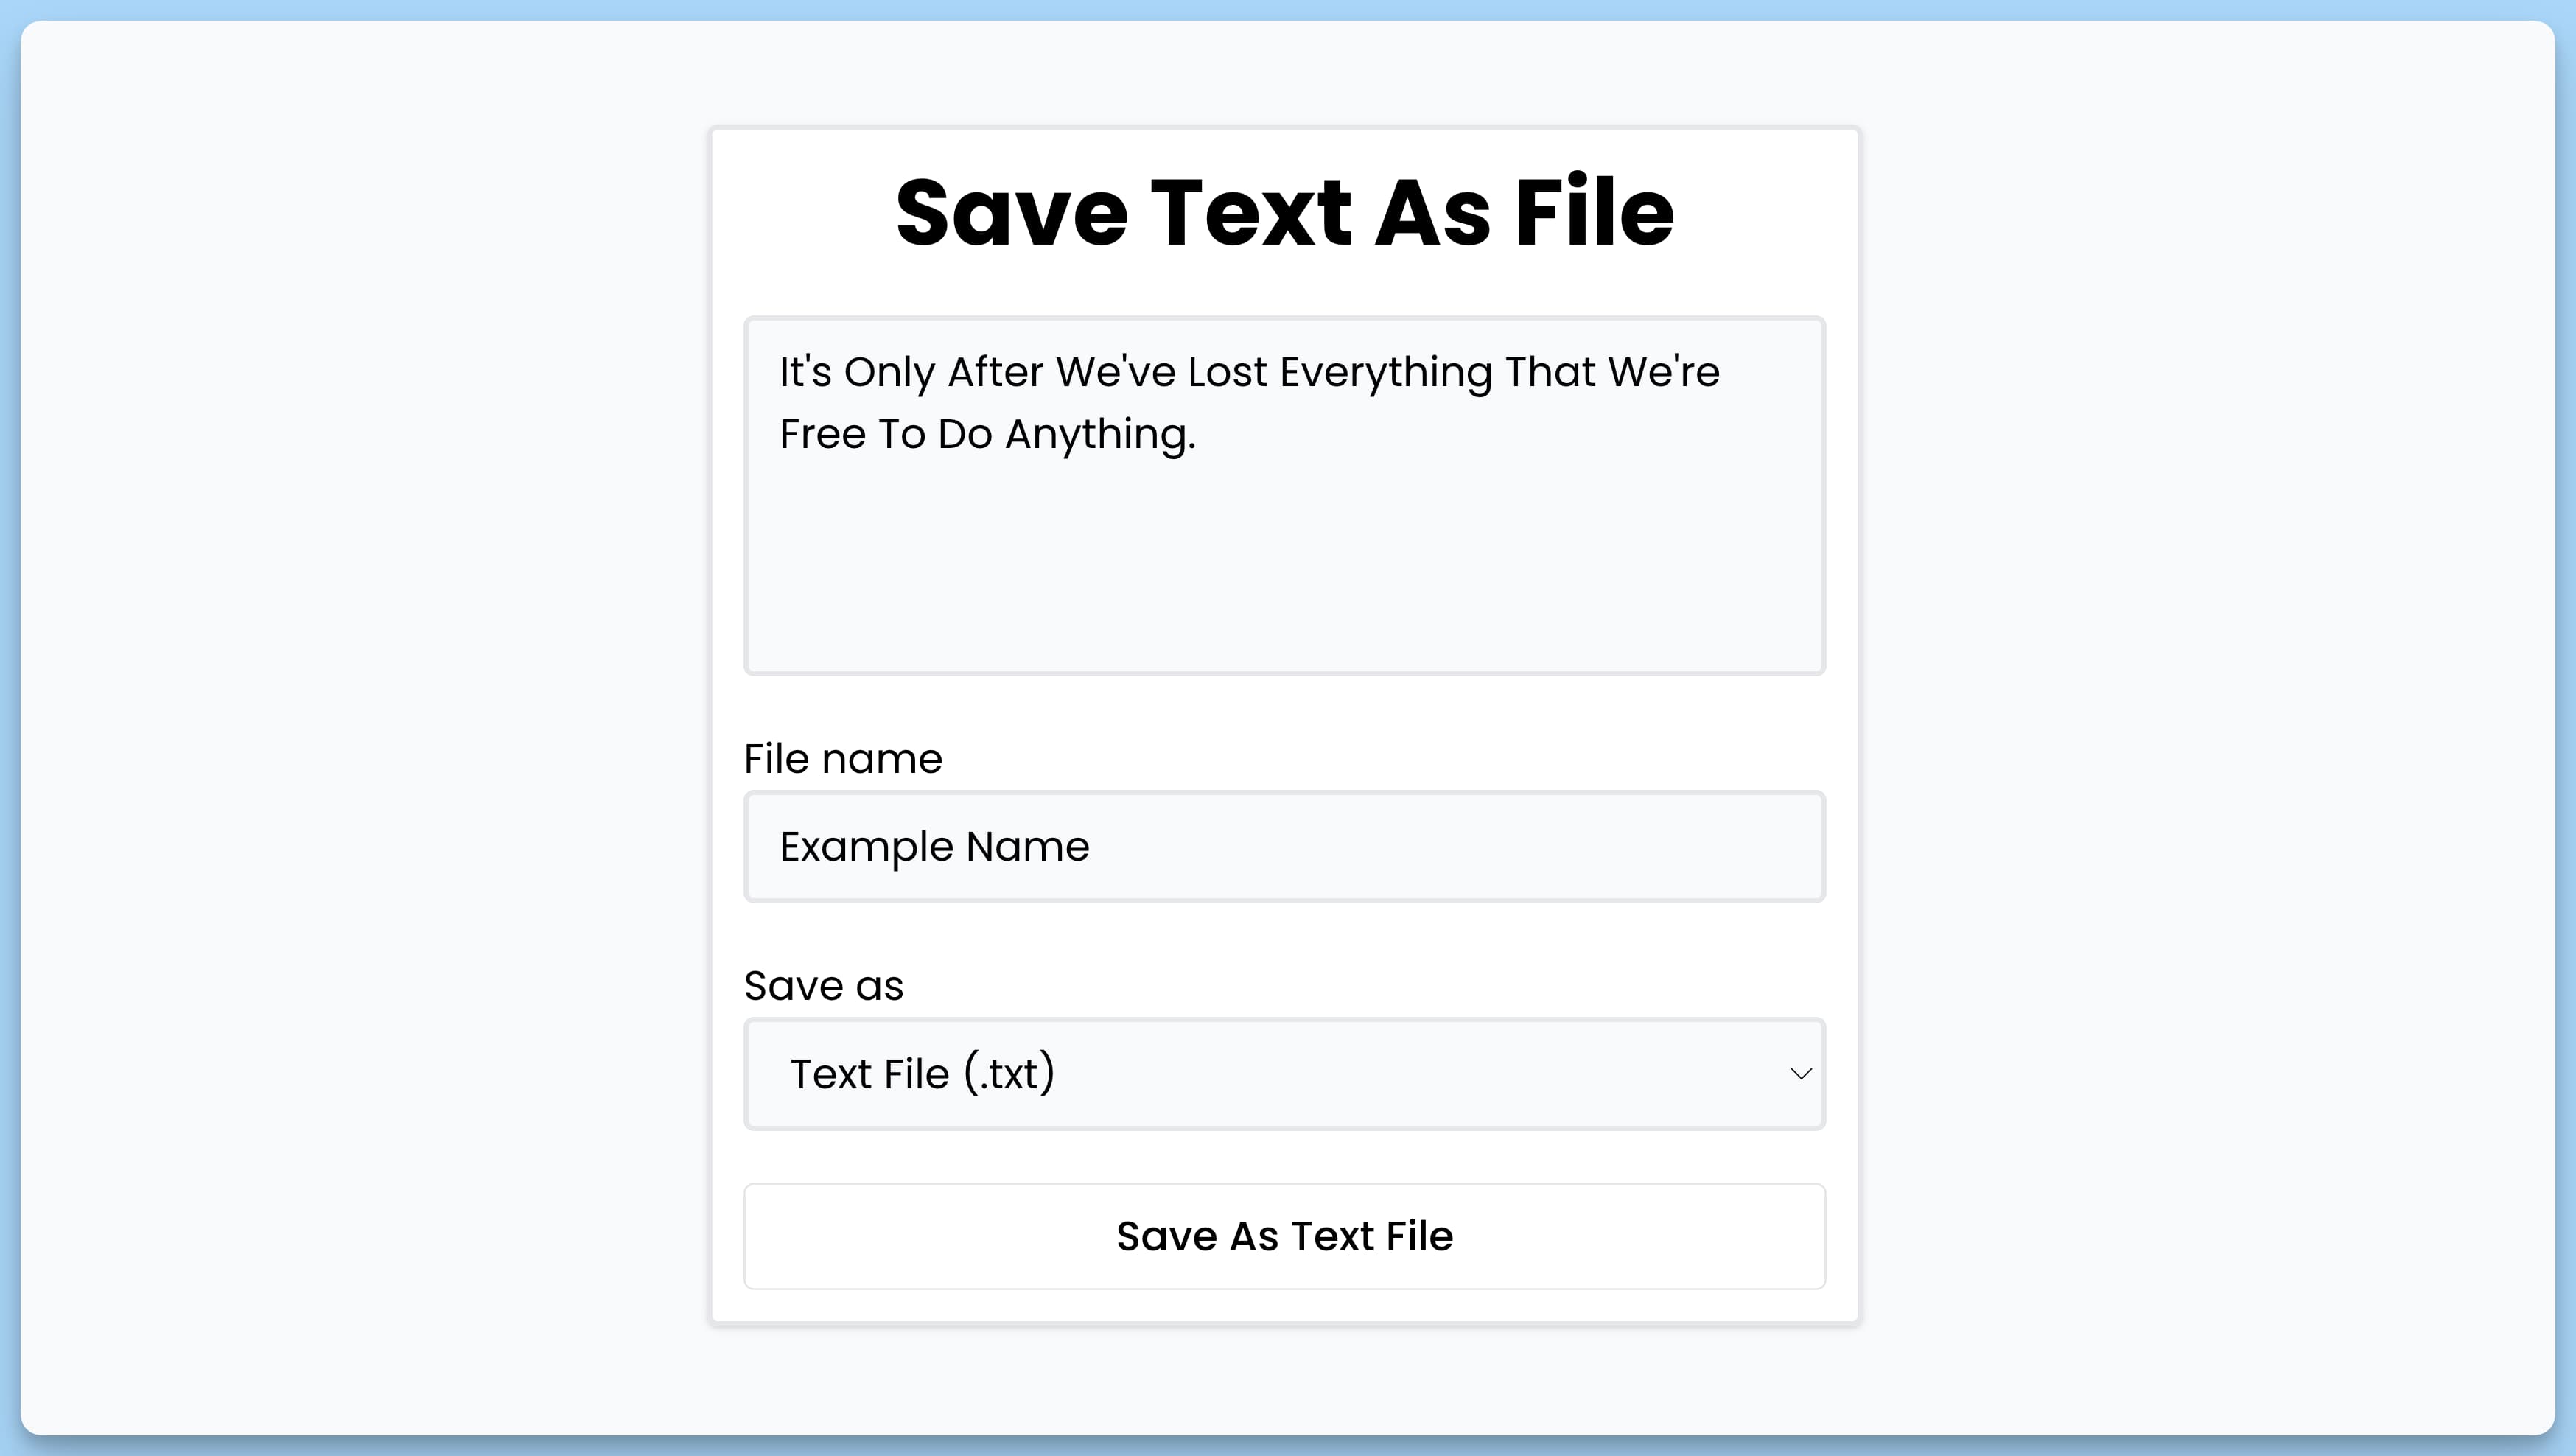 Save Text As File
It's Only After We've Lost Everything That We're
Free To Do Anything.
File name
Example Name
Save as
Text File (.txt)
Save As Text File